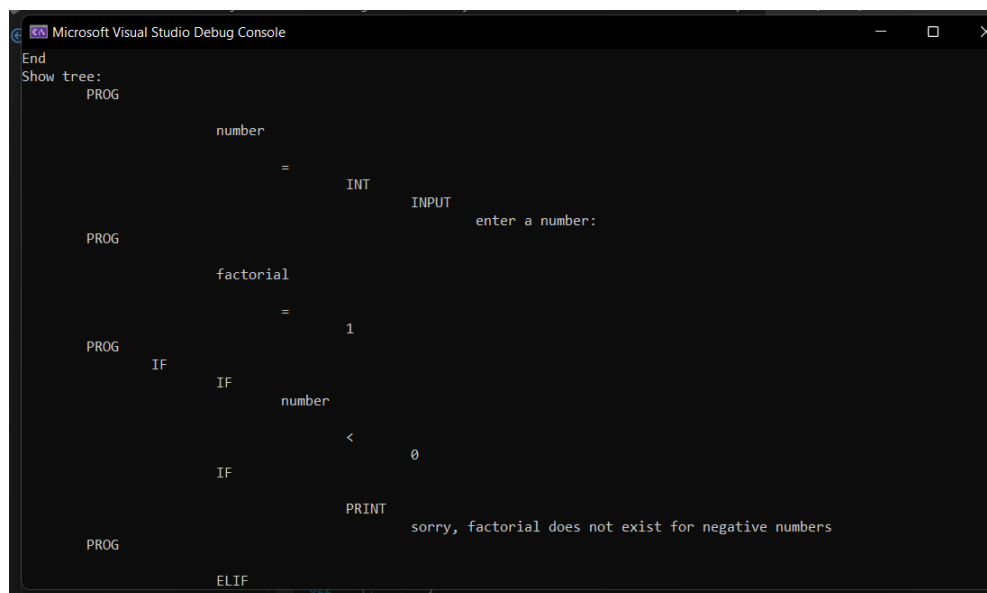 Microsoft Visual Studio Debug Console
End
Show tree:
PROG
number
=
INT
INPUT
enter a number:
PROG
factorial
=
1
PROG
IF
IF
number
<
0
IF
PRINT
sorry, factorial does not exist for negative numbers
PROG
ELIF